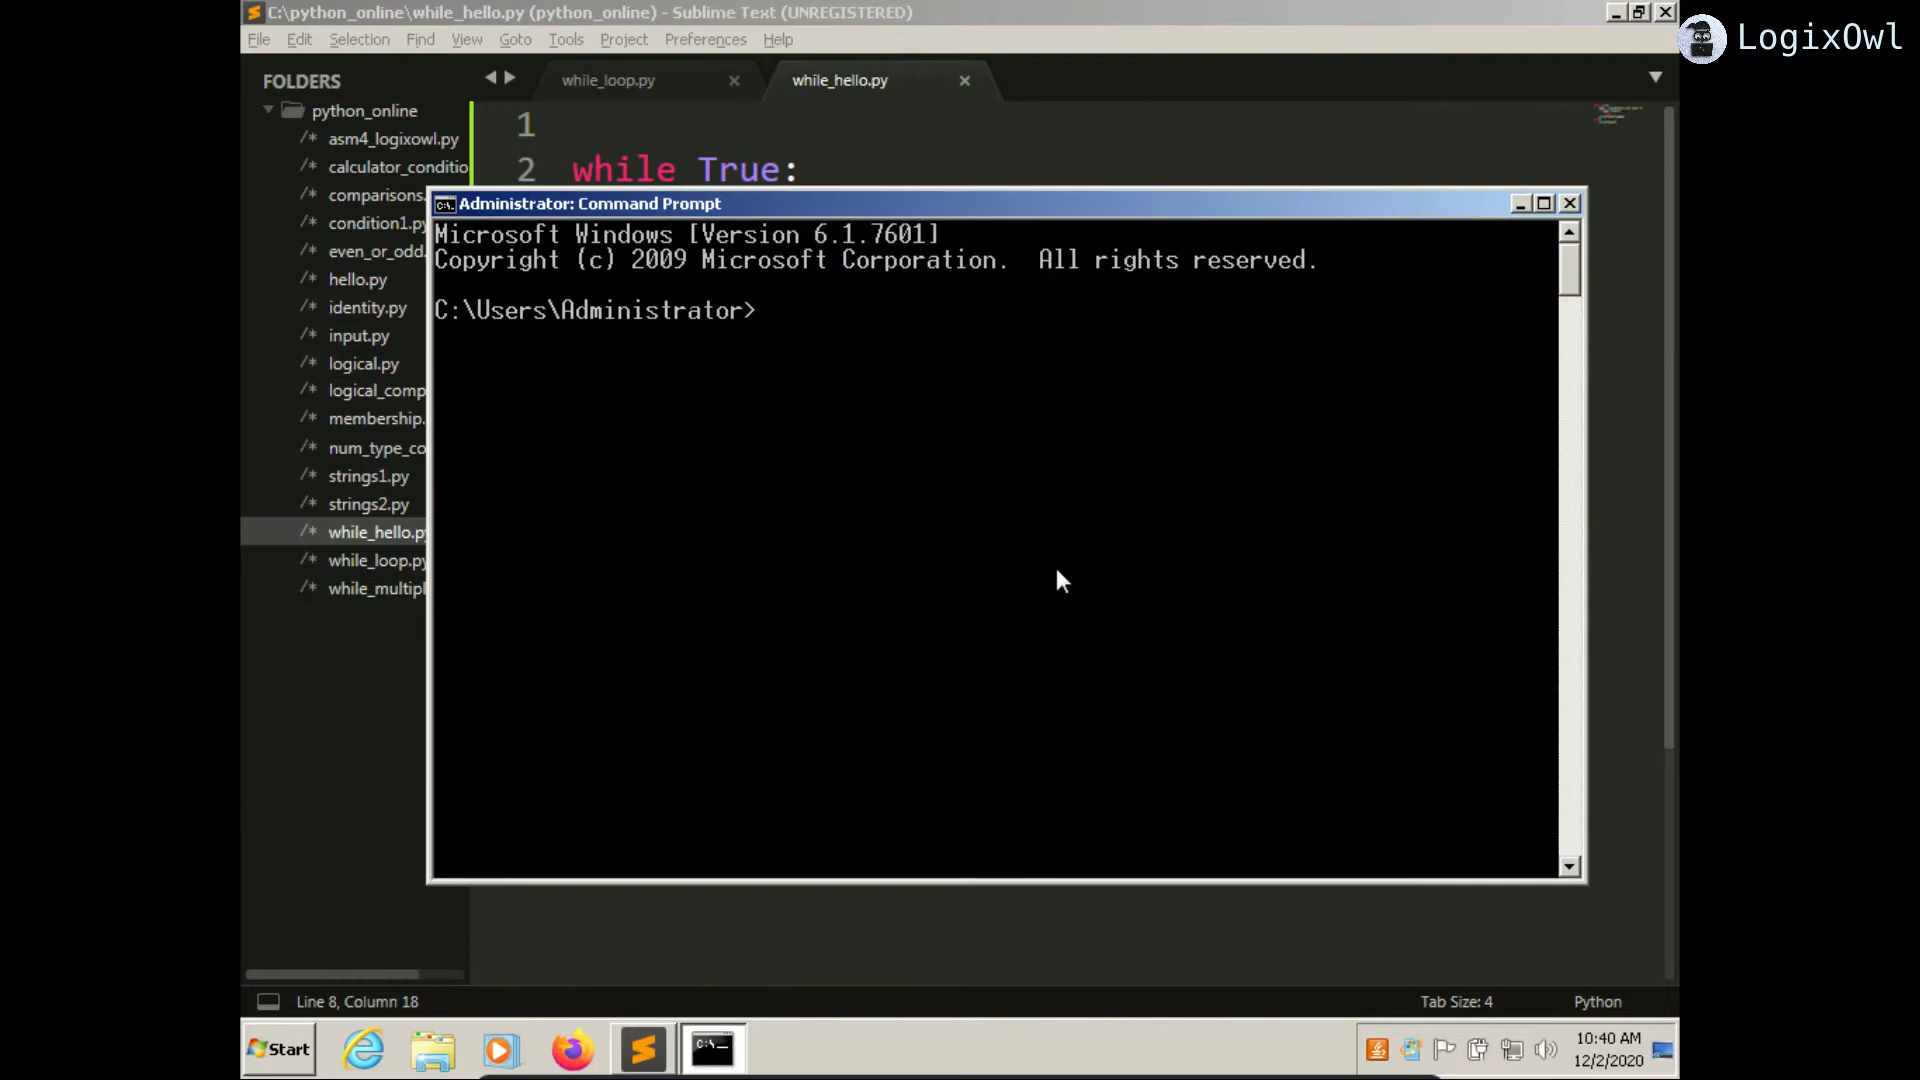 C:\python_online\while_hello.py (python_online) - Sublime Text (UNREGISTERED)
LogixOwl
File Edit Selection Find View Goto Tools Project Preferences Help
FOLDERS
while_loop.py
while_hello.py
python_online
asm4_logixowl.py
calculator_conditio
comparisons.
condition1.py
even_or_odd.
hello.py
identity.py
input.py
logical.py
logical_comp
membership.
num_type_co
strings1.py
strings2.py
while_hello.py
while_loop.py
while_multipl
1
2 while True:
Administrator: Command Prompt
Microsoft Windows [Version 6.1.7601]
Copyright (c) 2009 Microsoft Corporation. All rights reserved.
C:\Users\Administrator>
Line 8, Column 18
Tab Size: 4
Python
Start
10:40 AM
12/2/2020